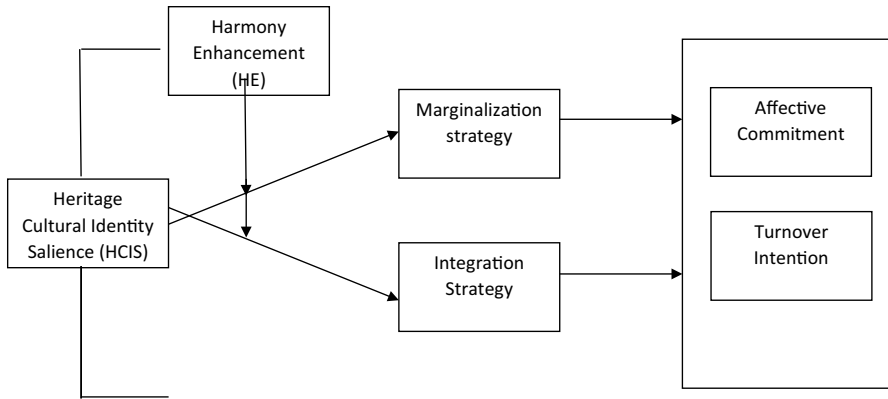 Harmony
Enhancement
(HE)
Marginalization
strategy
Affective
Commitment
Heritage
Cultural Identity
Salience (HCIS)
Integration
Strategy
Turnover
Intention